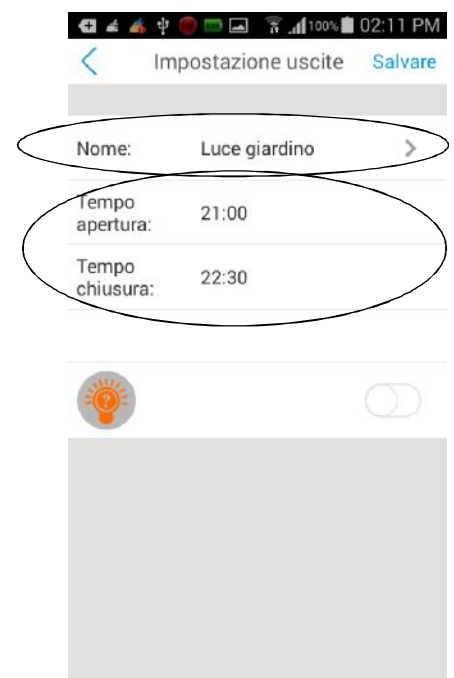 100% 02:11 PM
Impostazione uscite Salvare
Nome: Luce giardino
Tempo
apertura: 21:00
Tempo
chiusura: 22:30
?